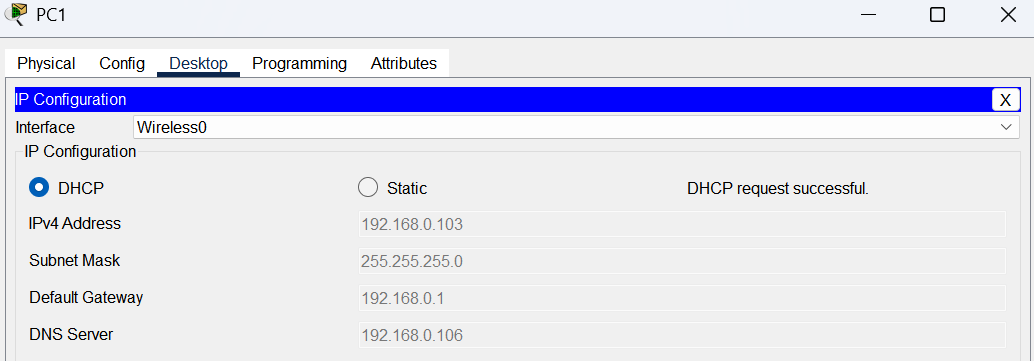 PC1
Physical Config Desktop Programming Attributes
IP Configuration X
Interface Wireless0
IP Configuration
DHCP Static DHCP request successful.
IPv4 Address 192.168.0.103
Subnet Mask 255.255.255.0
Default Gateway 192.168.0.1
DNS Server 192.168.0.106